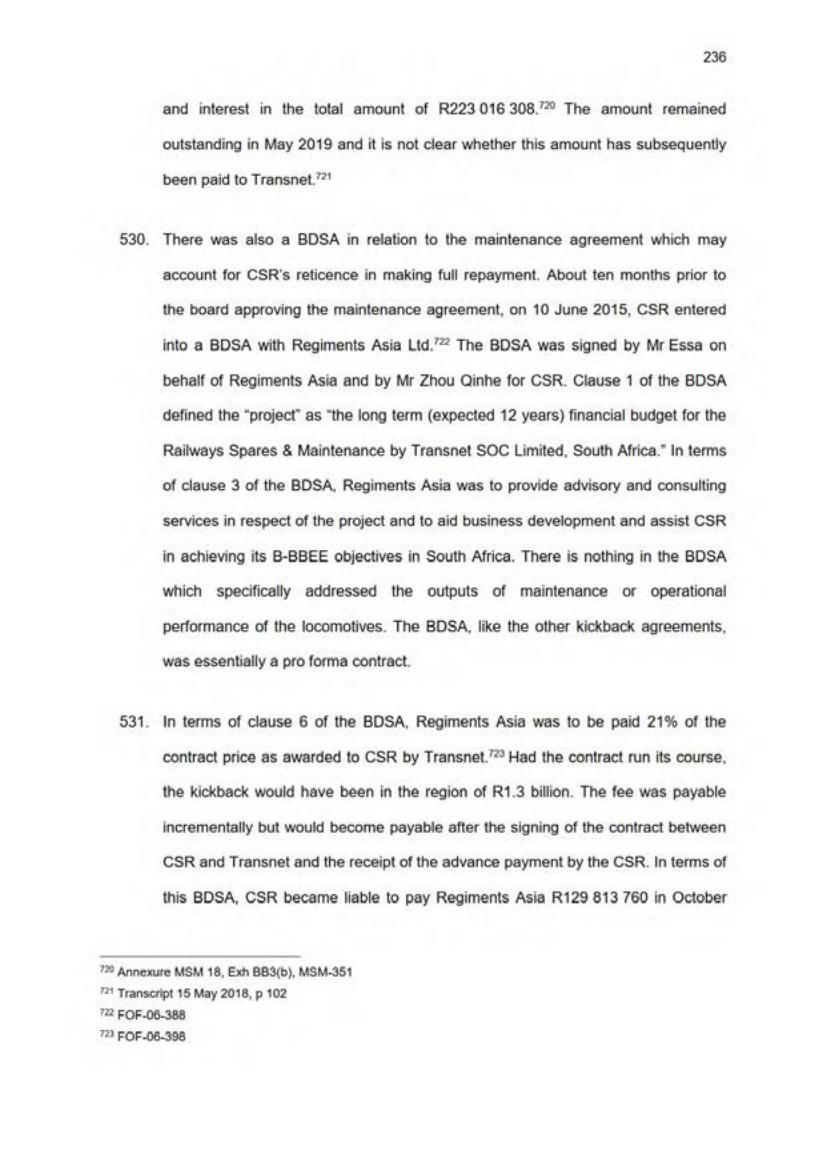 236
and interest in the total amount of R223 016 308.720 The amount remained
outstanding in May 2019 and it is not clear whether this amount has subsequently
been paid to Transnet.721
530. There was also a BDSA in relation to the maintenance agreement which may
account for CSR's reticence in making full repayment. About ten months prior to
the board approving the maintenance agreement, on 10 June 2015, CSR entered
into a BDSA with Regiments Asia Ltd.722 The BDSA was signed by Mr Essa on
behalf of Regiments Asia and by Mr Zhou Qinhe for CSR. Clause 1 of the BDSA
defined the “project” as “the long term (expected 12 years) financial budget for the
Railways Spares & Maintenance by Transnet SOC Limited, South Africa.” In terms
of clause 3 of the BDSA, Regiments Asia was to provide advisory and consulting
services in respect of the project and to aid business development and assist CSR
in achieving its B-BBEE objectives in South Africa. There is nothing in the BDSA
which specifically addressed the outputs of maintenance or operational
performance of the locomotives. The BDSA, like the other kickback agreements,
was essentially a pro forma contract.
531. In terms of clause 6 of the BDSA, Regiments Asia was to be paid 21% of the
contract price as awarded to CSR by Transnet.723 Had the contract run its course,
the kickback would have been in the region of R1.3 billion. The fee was payable
incrementally but would become payable after the signing of the contract between
CSR and Transnet and the receipt of the advance payment by the CSR. In terms of
this BDSA, CSR became liable to pay Regiments Asia R129 813 760 in October
720 Annexure MSM 18, Exh BB3(b), MSM-351
721 Transcript 15 May 2018, p 102
722 FOF-06-388
723 FOF-06-398